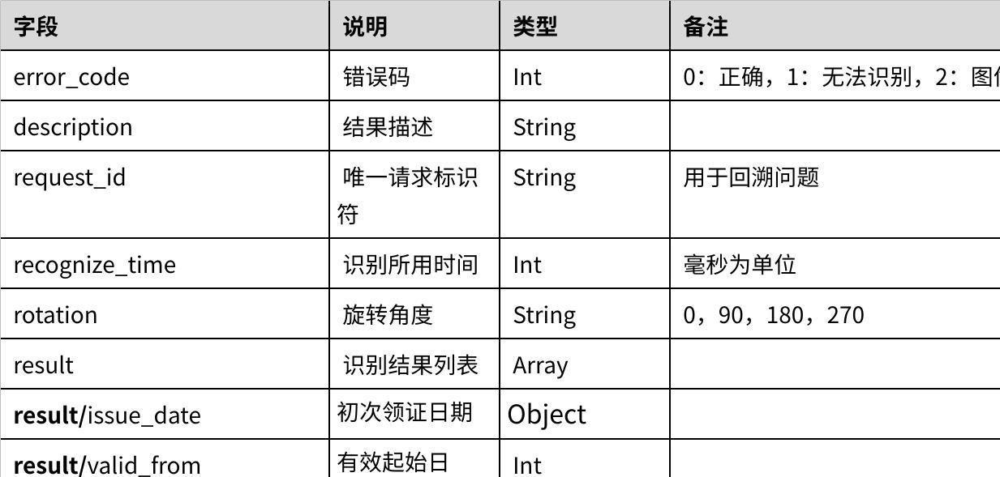 字段 说明 类型 备注
error_code 错误码 Int 0：正确，1：无法识别，2：图
description 结果描述 String
request_id 唯一请求标识 String 用于回溯问题
符
recognize_time 识别所用时间 Int 毫秒为单位
rotation 旋转角度 String 0，90，180，270
result 识别结果列表 Array
result/issue_date 初次领证日期 Object
result/valid_from 有效起始日 Int